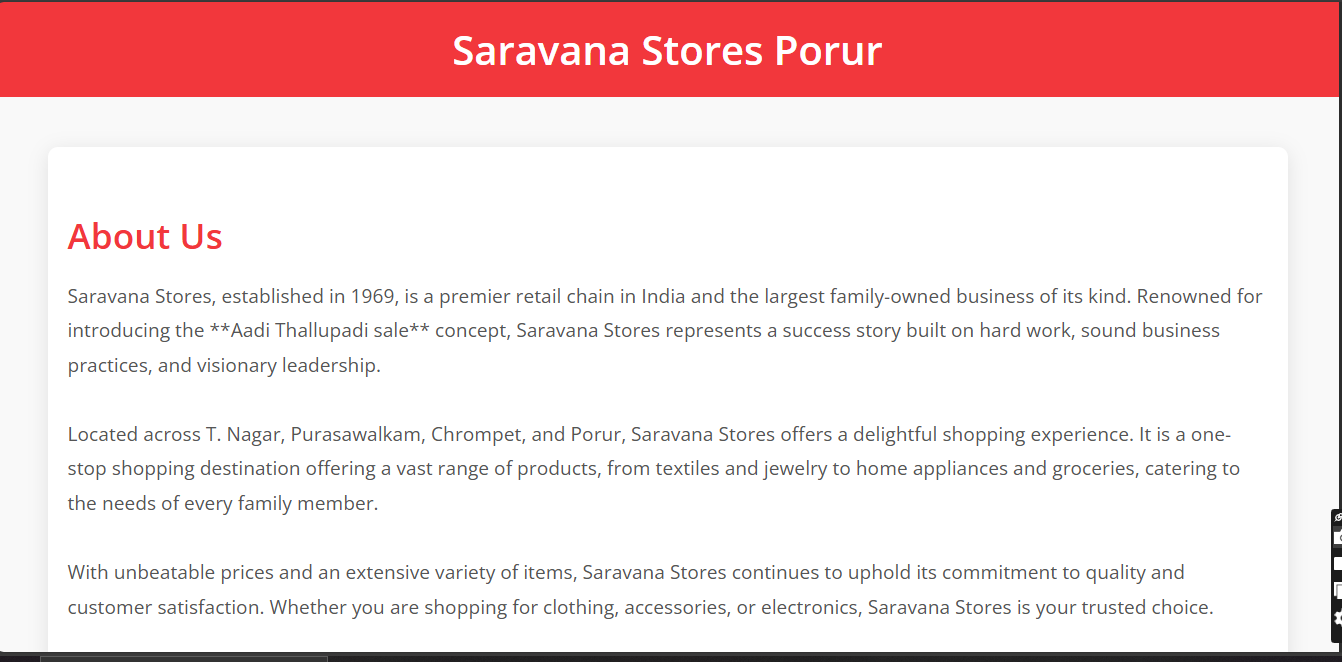 Saravana Stores Porur
About Us
Saravana Stores, established in 1969, is a premier retail chain in India and the largest family-owned business of its kind. Renowned for
introducing the **Aadi Thallupadi sale** concept, Saravana Stores represents a success story built on hard work, sound business
practices, and visionary leadership.
Located across T. Nagar, Purasawalkam, Chrompet, and Porur, Saravana Stores offers a delightful shopping experience. It is a one-
stop shopping destination offering a vast range of products, from textiles and jewelry to home appliances and groceries, catering to
the needs of every family member.
With unbeatable prices and an extensive variety of items, Saravana Stores continues to uphold its commitment to quality and
customer satisfaction. Whether you are shopping for clothing, accessories, or electronics, Saravana Stores is your trusted choice.